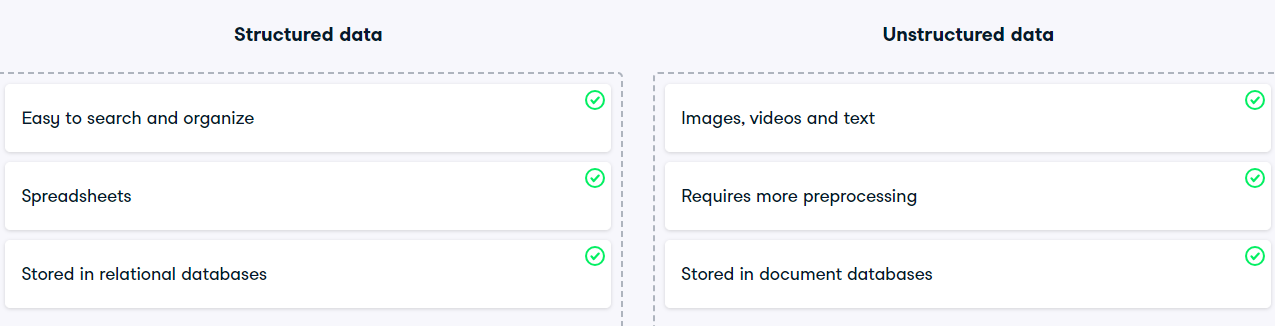 Structured data
Easy to search and organize
Spreadsheets
Stored in relational databases
Unstructured data
Images, videos and text
Requires more preprocessing
Stored in document databases